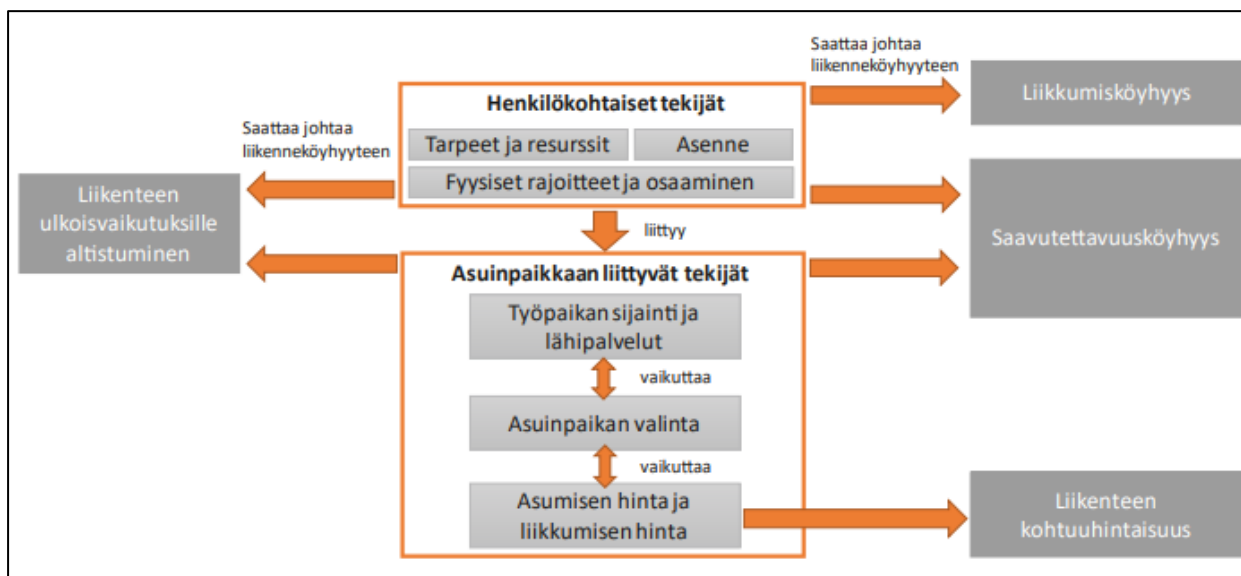 Saattaa johtaa
liikenneköyhyyteen
Henkilökohtaiset tekijät
Liikkumisköyhyys
Saattaa johtaa
liikenneköyhyyteen
Tarpeet ja resurssit
Asenne
Fyysiset rajoitteet ja osaaminen
Liikenteen
ulkoisvaikutuksille
altistuminen
liittyy
Saavutettavuusköyhyys
Asuinpaikkaan liittyvät tekijät
Työpaikan sijainti ja
lähipalvelut
vaikuttaa
Asuinpaikan valinta
vaikuttaa
Asumisen hinta ja
liikkumisen hinta
Liikenteen
kohtuuhintaisuus